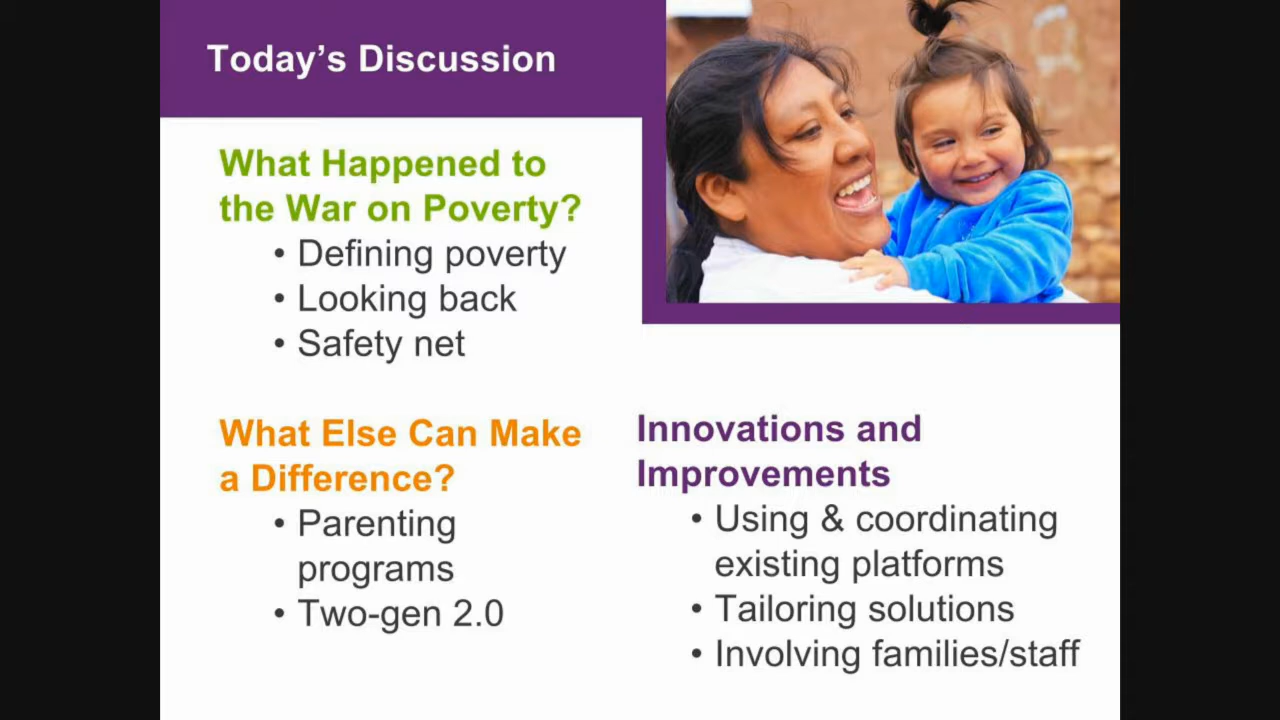 Today’s Discussion
What Happened to
the War on Poverty?
• Defining poverty
• Looking back
• Safety net
What Else Can Make
a Difference?
• Parenting
programs
• Two-gen 2.0
Innovations and
Improvements
• Using & coordinating
existing platforms
• Tailoring solutions
• Involving families/staff